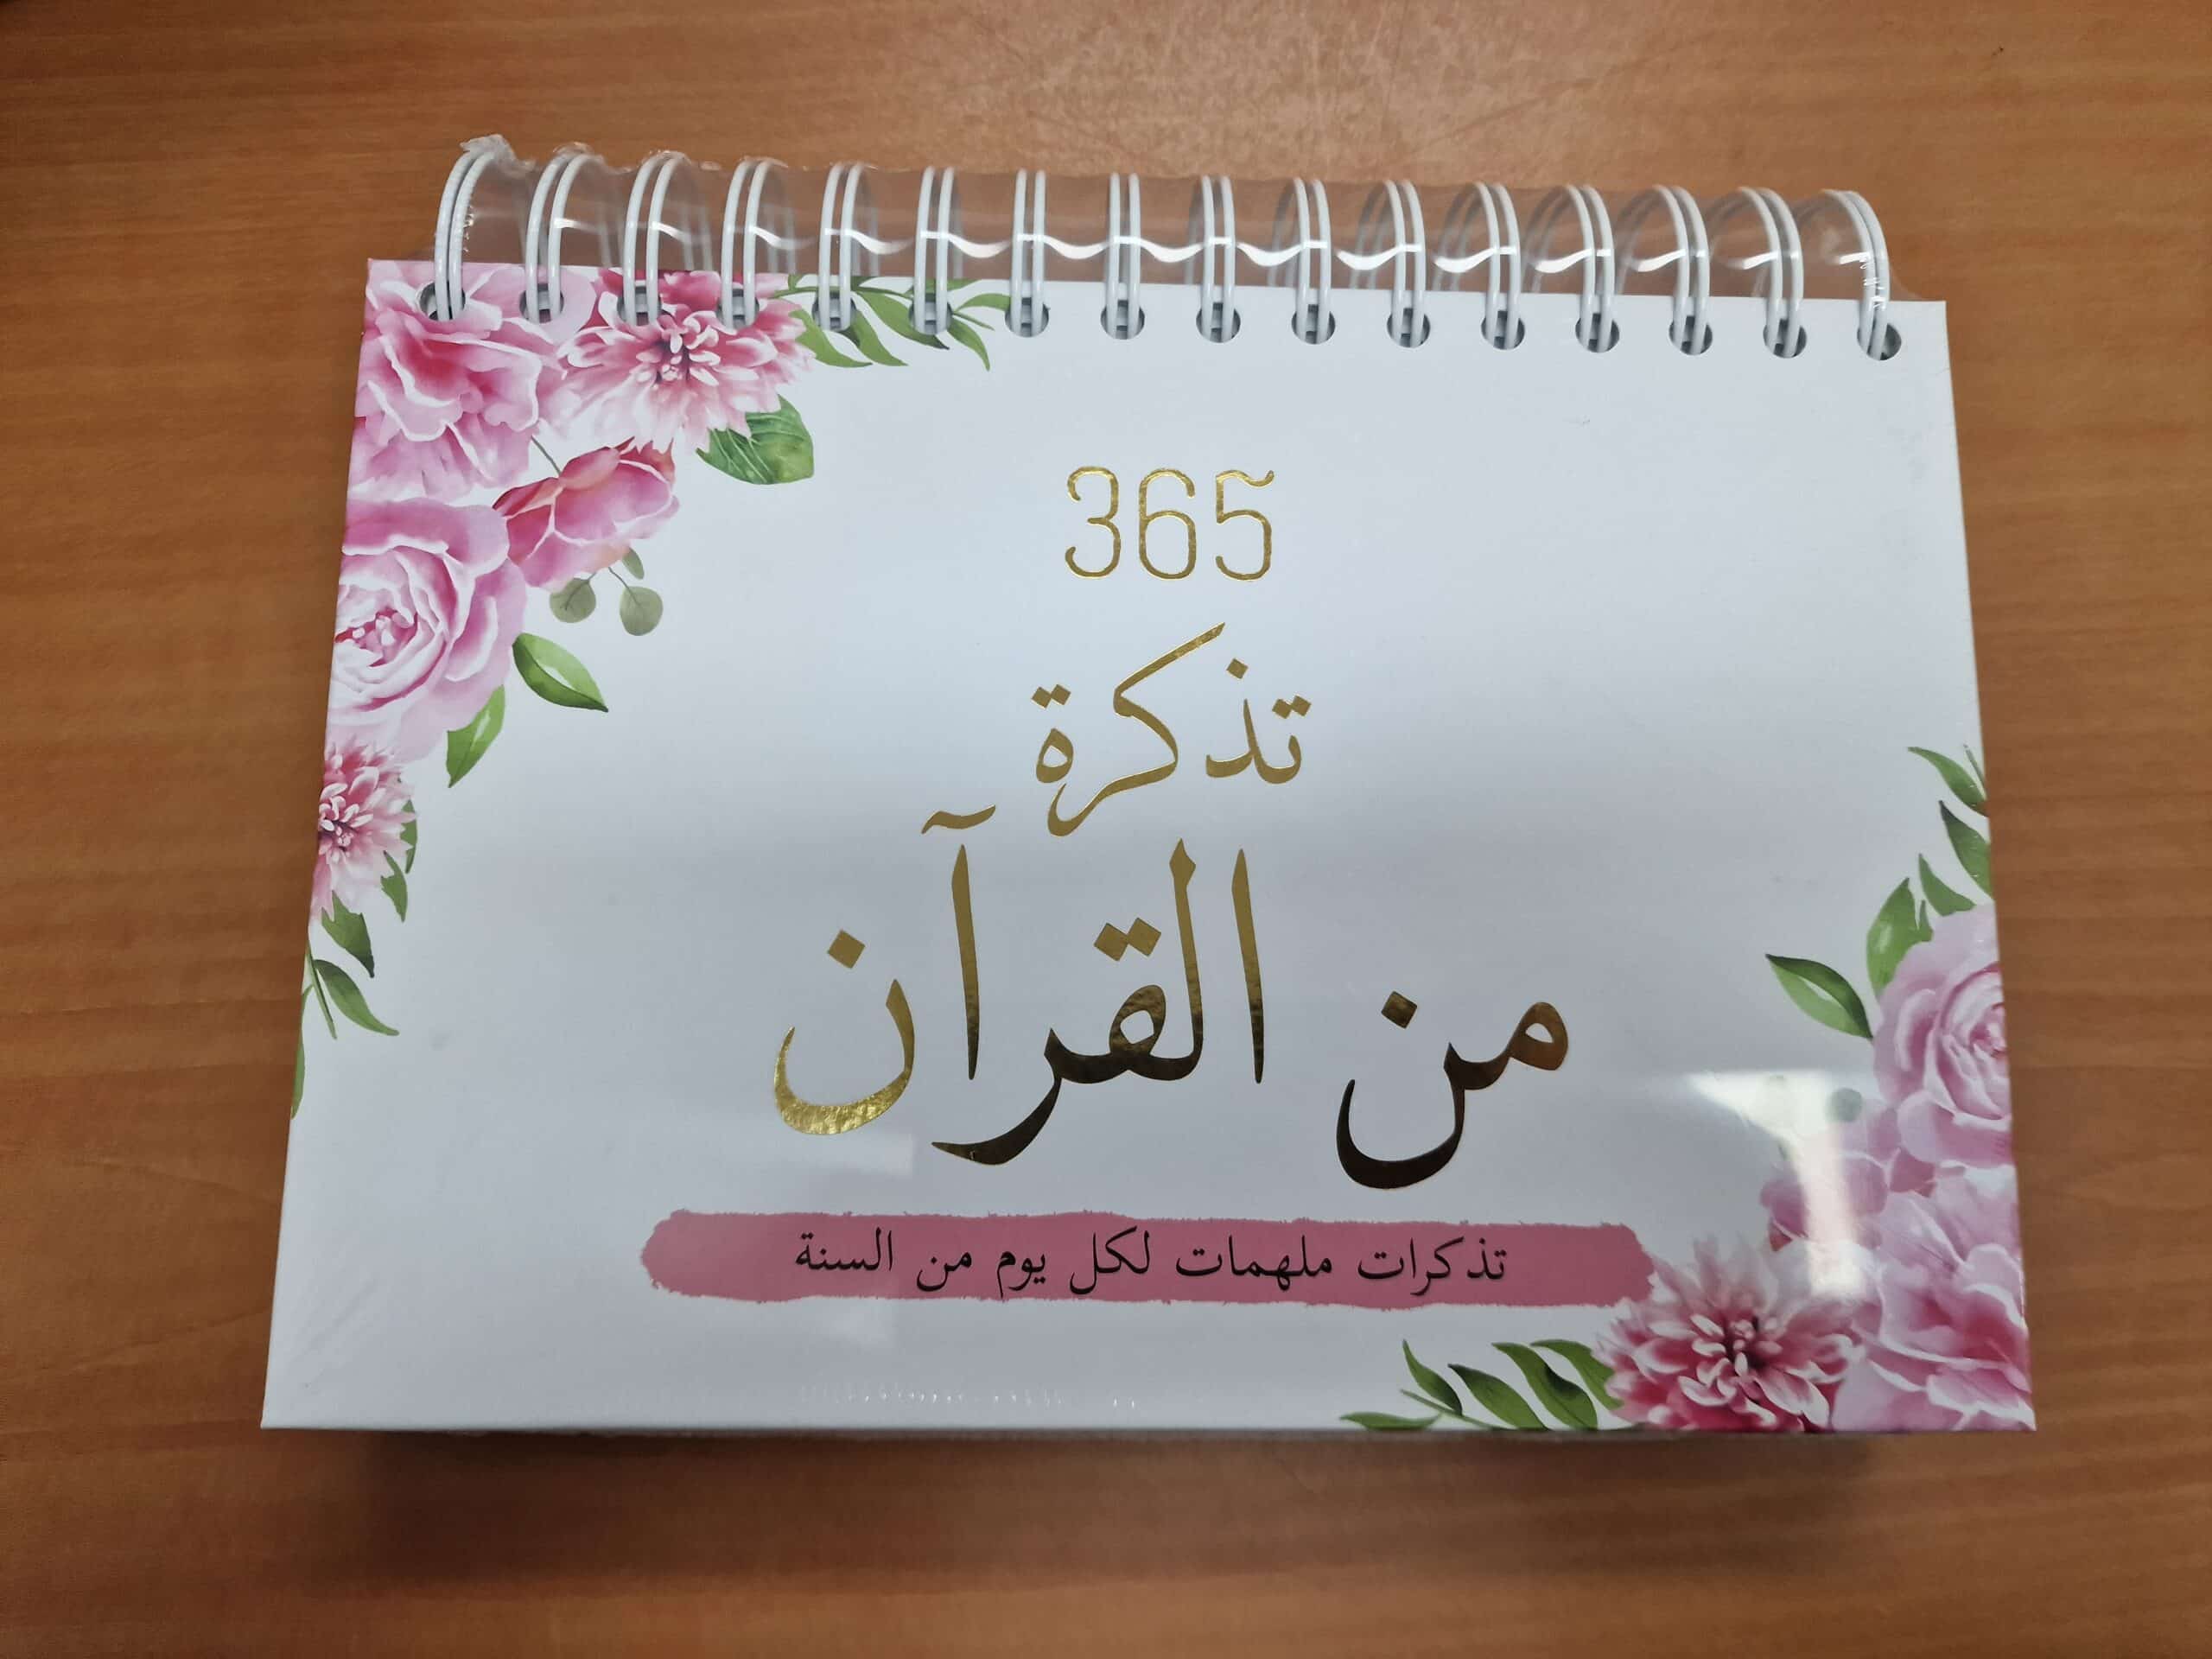 365
تذكرة
من القرآن
تذكرات ملهمات لكل يوم من السنة